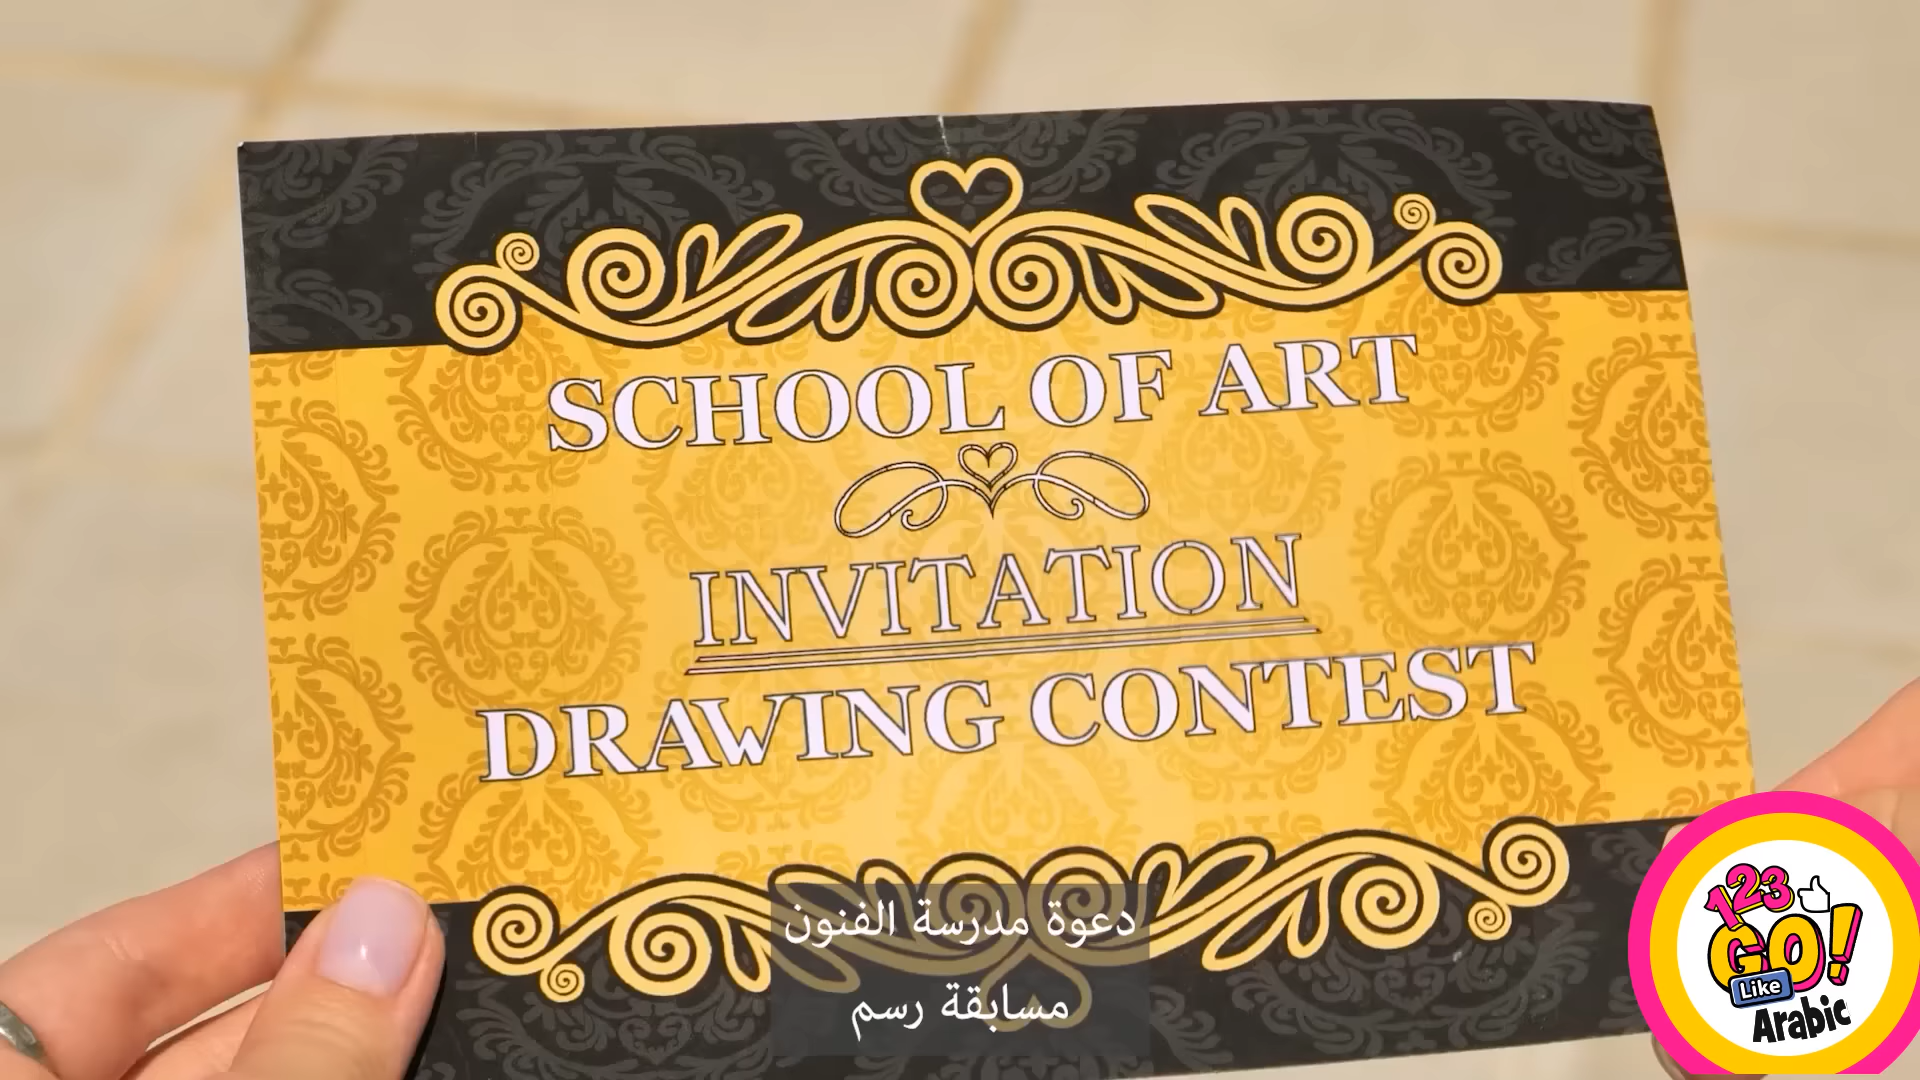 SCHOOL OF ART
INVITATION
DRAWING CONTEST
دعوة مدرسة الفنون
مسابقة رسم
123
GO!
Like
Arabic